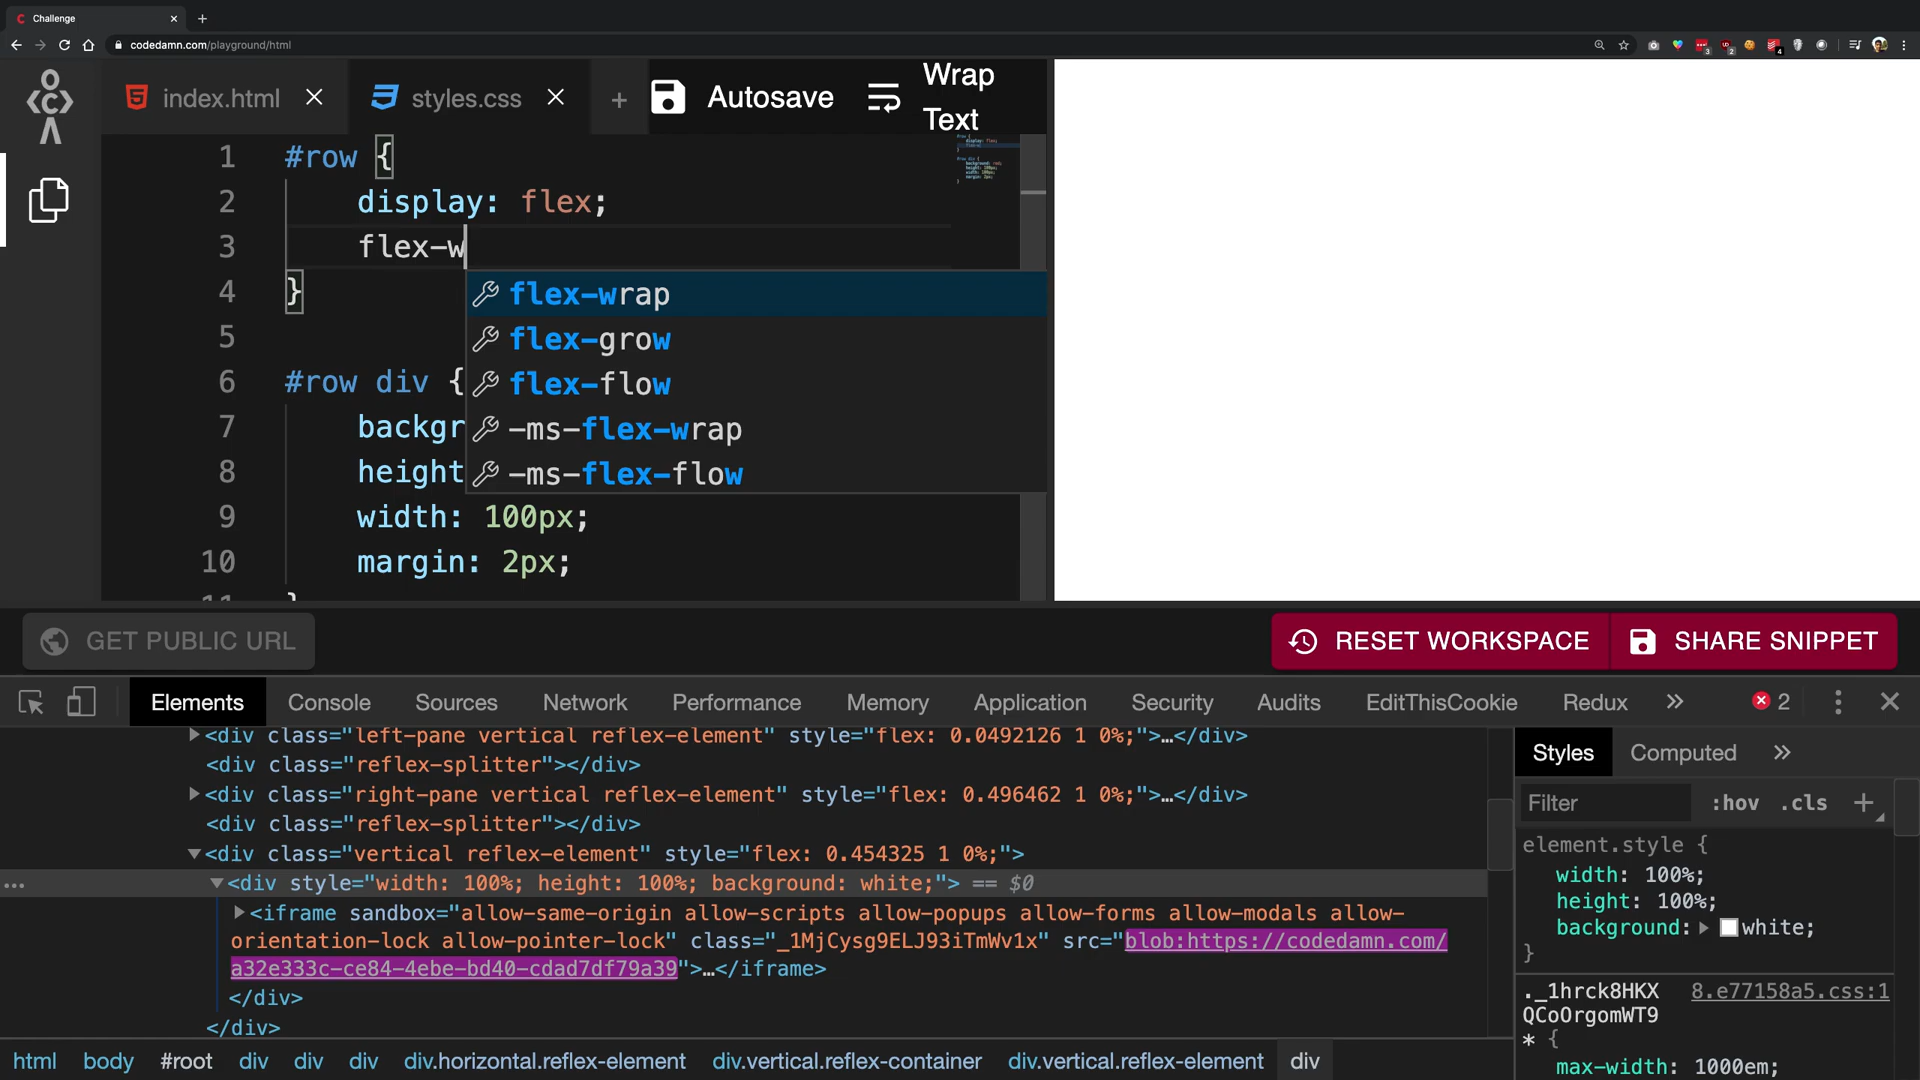 Challenge
codedamn.com/playground/html
index.html
styles.css
Autosave
Wrap
Text
1 #row {
2 display: flex;
3 flex-w
4 }
5
6 #row div {
7 backgr
8 height
9 width: 100px;
10 margin: 2px;
11 }
flex-wrap
flex-grow
flex-flow
-ms-flex-wrap
-ms-flex-flow
GET PUBLIC URL
RESET WORKSPACE
SHARE SNIPPET
Elements Console Sources Network Performance Memory Application Security Audits EditThisCookie Redux » 2
<div class="left-pane vertical reflex-element" style="flex: 0.0492126 1 0%;">…</div>
<div class="reflex-splitter"></div>
<div class="right-pane vertical reflex-element" style="flex: 0.496462 1 0%;">…</div>
<div class="reflex-splitter"></div>
<div class="vertical reflex-element" style="flex: 0.454325 1 0%;">
<div style="width: 100%; height: 100%; background: white;"> == $0
<iframe sandbox="allow-same-origin allow-scripts allow-popups allow-forms allow-modals allow-
orientation-lock allow-pointer-lock" class="_1MjCysg9ELJ93iTmWv1x" src="blob:https://codedamn.com/
a32e333c-ce84-4ebe-bd40-cdad7df79a39">…</iframe>
</div>
</div>
html body #root div div div div.horizontal.reflex-element div.vertical.reflex-container div.vertical.reflex-element div
Styles Computed »
Filter :hov .cls +
element.style {
width: 100%;
height: 100%;
background: white;
}
._1hrck8HKX 8.e77158a5.css:1
QCoOrgomWT9
* {
max-width: 1000em;